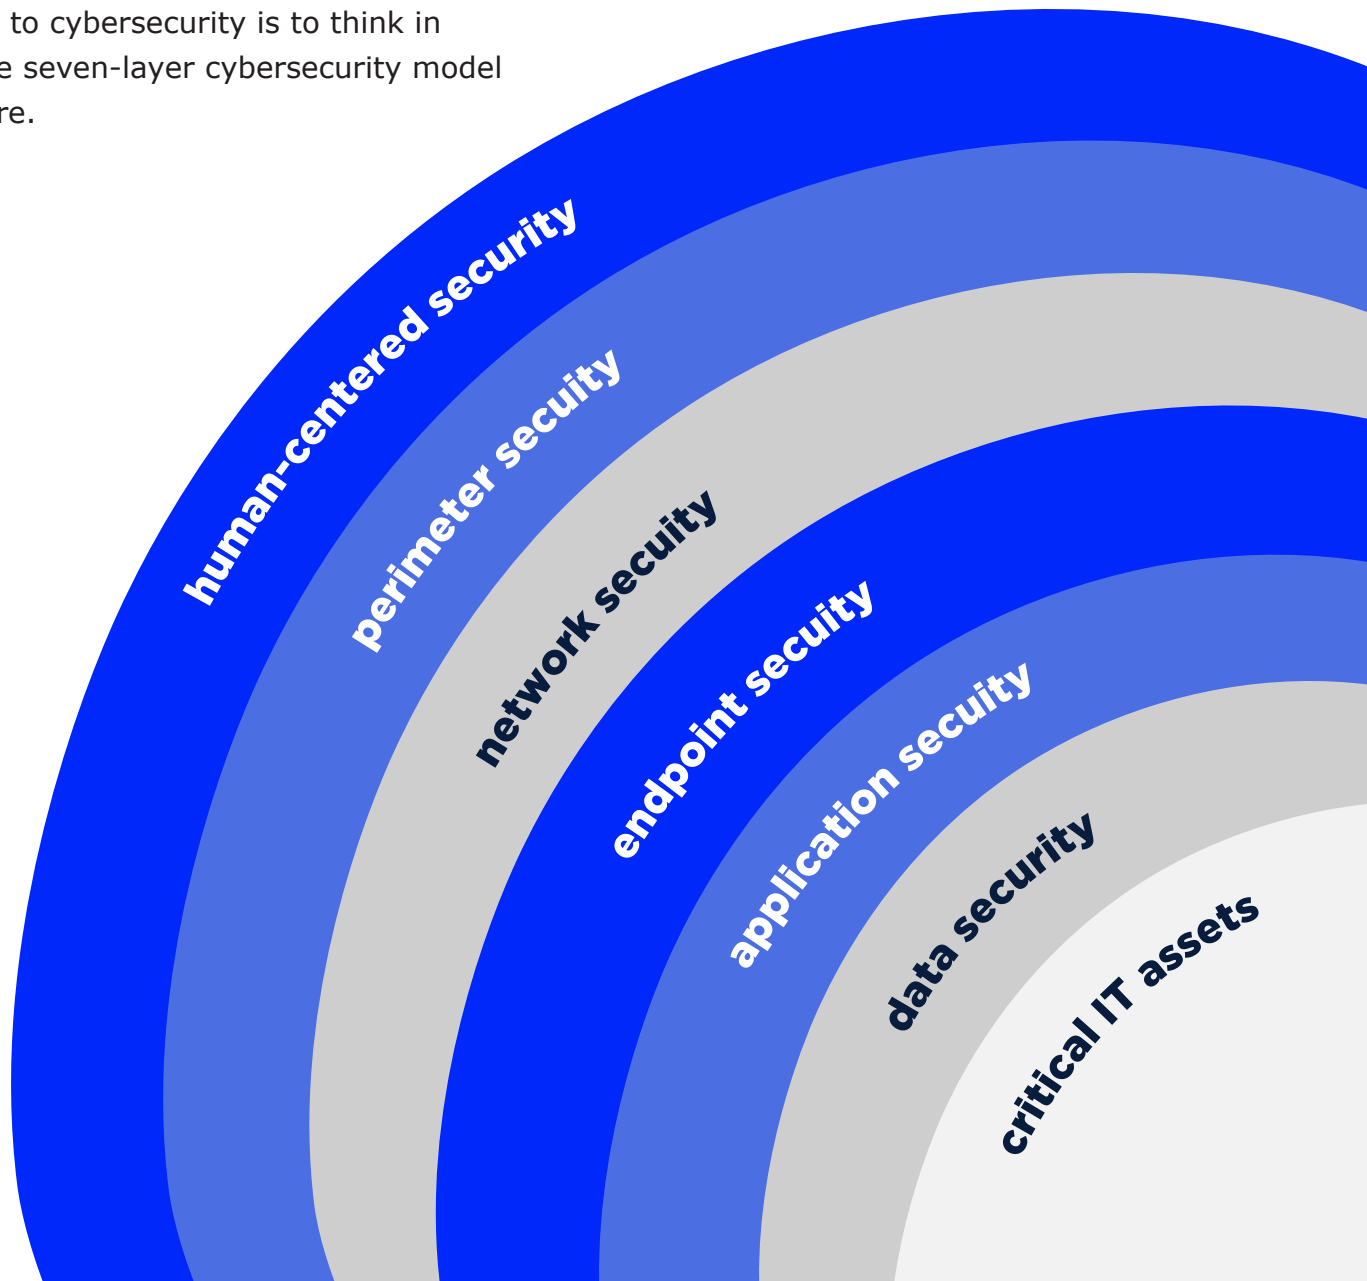 to cybersecurity is to think in
e seven-layer cybersecurity model
re.
human-centered security
perimeter secuity
network secuity
endpoint secuity
application secuity
data security
critical IT assets